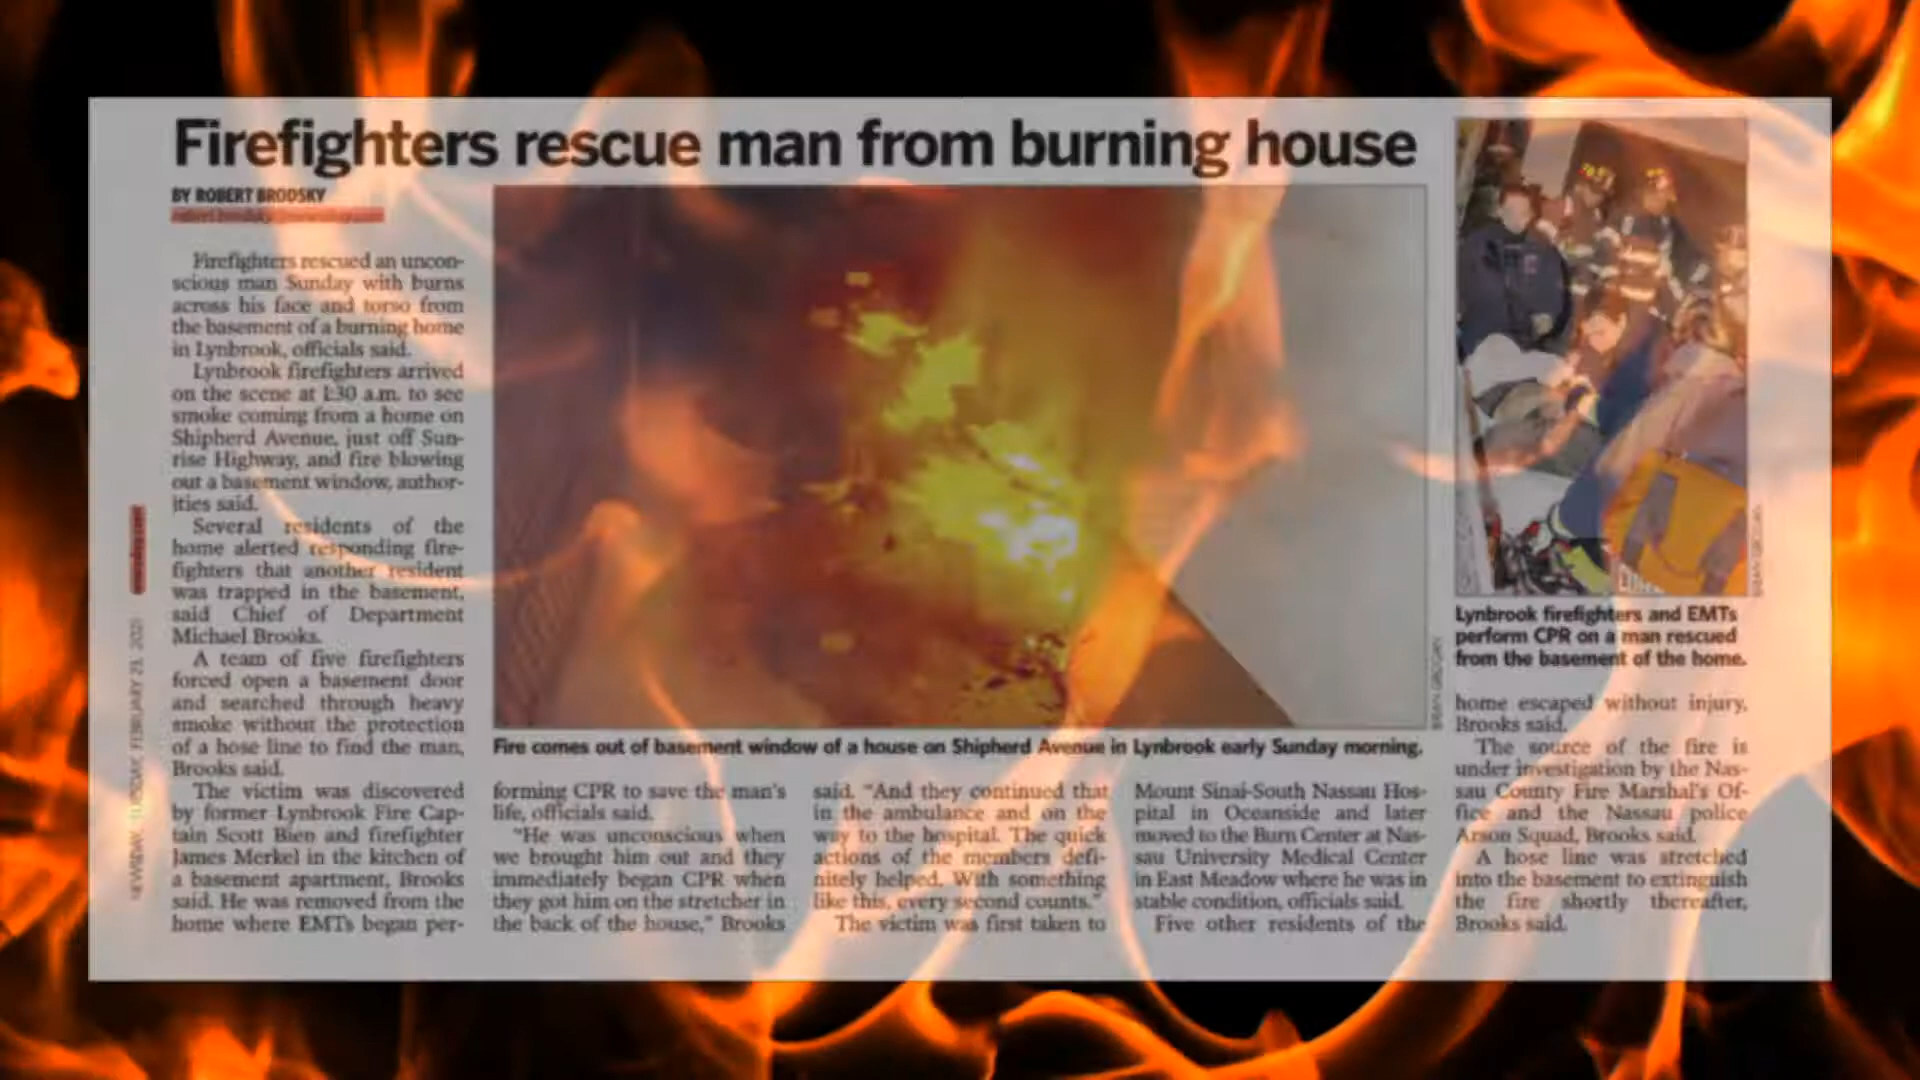 Firefighters rescue man from burning house
BY ROBERT BRODSKY
Firefighters rescued an uncon-
scious man Sunday with burns
across his face and torso from
the basement of a burning home
in Lynbrook, officials said.
Lynbrook firefighters arrived
on the scene at 1:30 a.m. to see
smoke coming from a home on
Shipherd Avenue, just off Sun-
rise Highway, and fire blowing
out a basement window, author-
ities said.
Several residents of the
home alerted responding fire-
fighters that another resident
was trapped in the basement,
said Chief of Department
Michael Brooks.
A team of five firefighters
forced open a basement door
and searched through heavy
smoke without the protection
of a hose line to find the man,
Brooks said.
The victim was discovered
by former Lynbrook Fire Cap-
tain Scott Bien and firefighter
James Merkel in the kitchen of
a basement apartment, Brooks
said. He was removed from the
home where EMTs began per-
Fire comes out of basement window of a house on Shipherd Avenue in Lynbrook early Sunday morning.
forming CPR to save the man's
life, officials said.
"He was unconscious when
we brought him out and they
immediately began CPR when
they got him on the stretcher in
the back of the house," Brooks
said. "And they continued that
in the ambulance and on the
way to the hospital. The quick
actions of the members defi-
nitely helped. With something
like this, every second counts."
The victim was first taken to
Mount Sinai-South Nassau Hos-
pital in Oceanside and later
moved to the Burn Center at Nas-
sau University Medical Center
in East Meadow where he was in
stable condition, officials said.
Five other residents of the
Lynbrook firefighters and EMTs
perform CPR on a man rescued
from the basement of the home.
home escaped without injury,
Brooks said.
The source of the fire is
under investigation by the Nas-
sau County Fire Marshal's Of-
fice and the Nassau police
Arson Squad, Brooks said.
A hose line was stretched
into the basement to extinguish
the fire shortly thereafter,
Brooks said.
NEWSDAY, TUESDAY, FEBRUARY 23, 2021